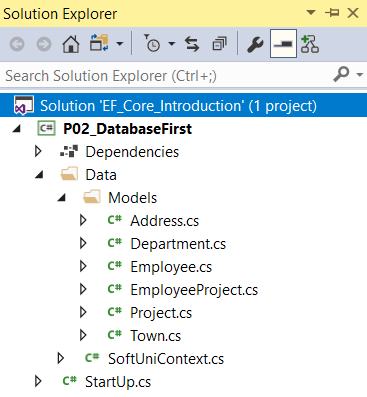 Solution Explorer
Search Solution Explorer (Ctrl+;)
Solution 'EF_Core_Introduction' (1 project)
C# P02_DatabaseFirst
Dependencies
Data
Models
C# Address.cs
C# Department.cs
C# Employee.cs
C# EmployeeProject.cs
C# Project.cs
C# Town.cs
C# SoftUniContext.cs
C# StartUp.cs